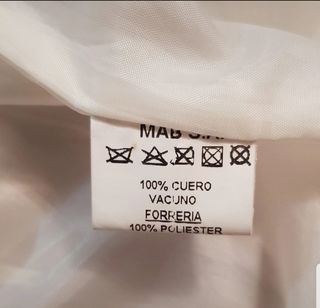 MAB S.A.
100% CUERO
VACUNO
FORRERIA
100% POLIESTER